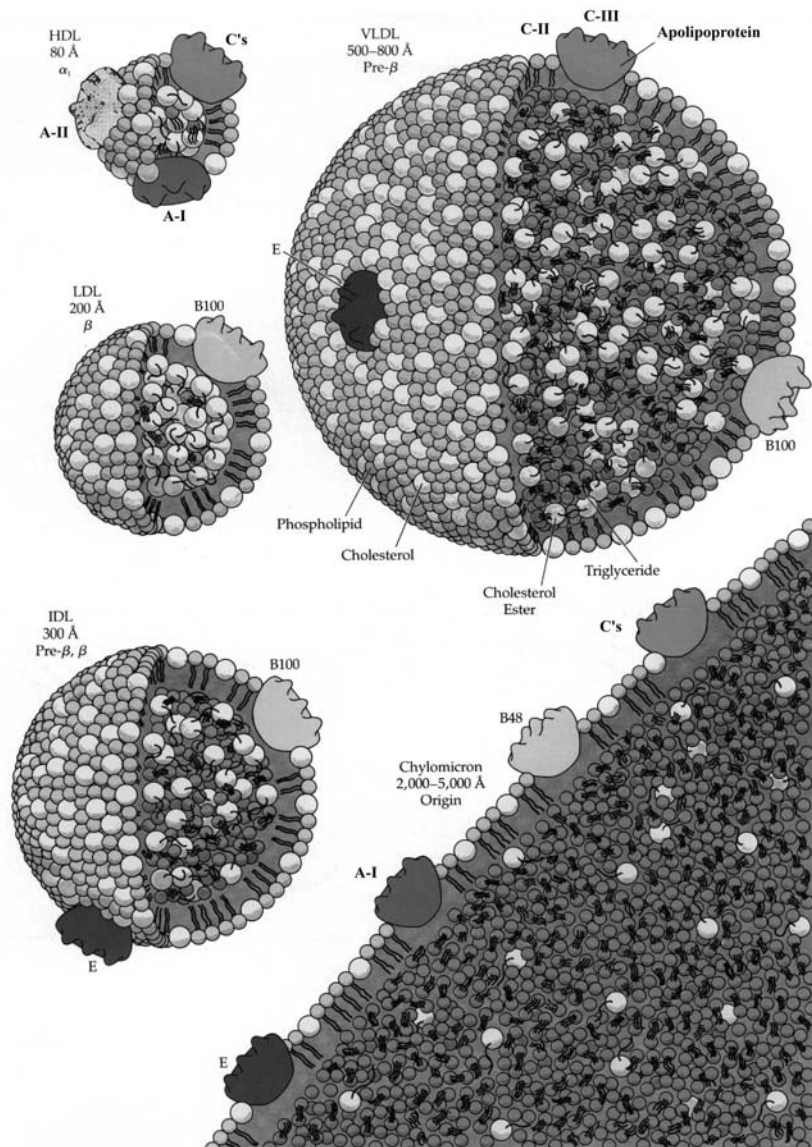 HDL
80 Å
α₁
C's
A-II
A-I
VLDL
500–800 Å
Pre-β
C-II
C-III
Apolipoprotein
E
B100
Phospholipid
Cholesterol
Cholesterol
Ester
Triglyceride
LDL
200 Å
β
B100
IDL
300 Å
Pre-β, β
B100
E
C's
B48
Chylomicron
2,000–5,000 Å
Origin
A-I
E